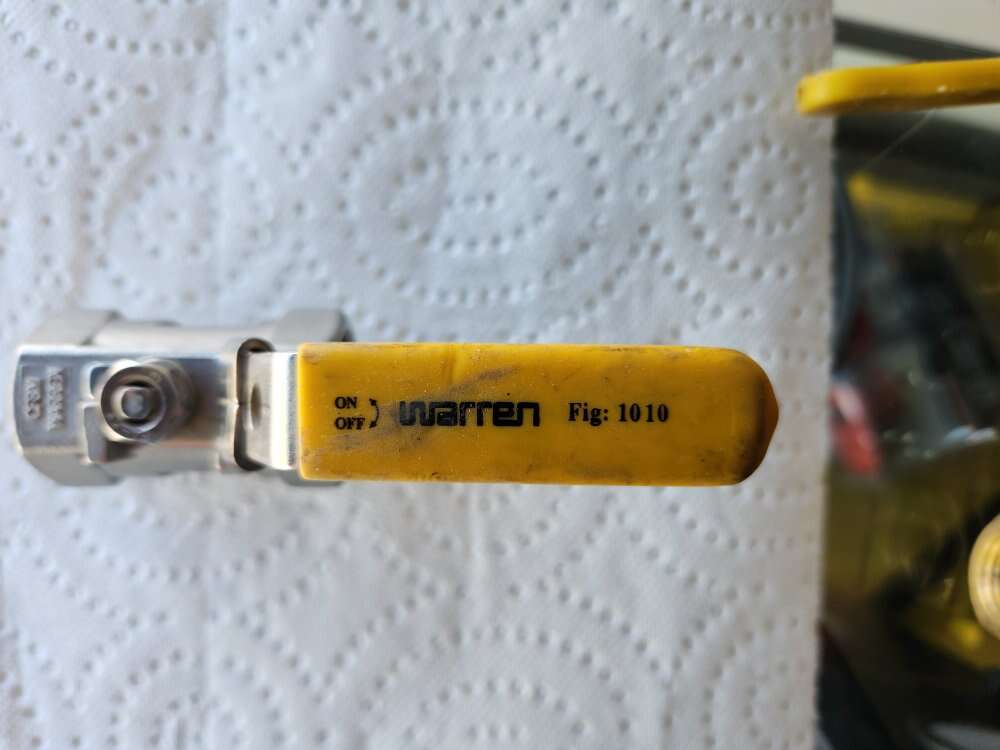 ON
OFF
warren
Fig: 1010